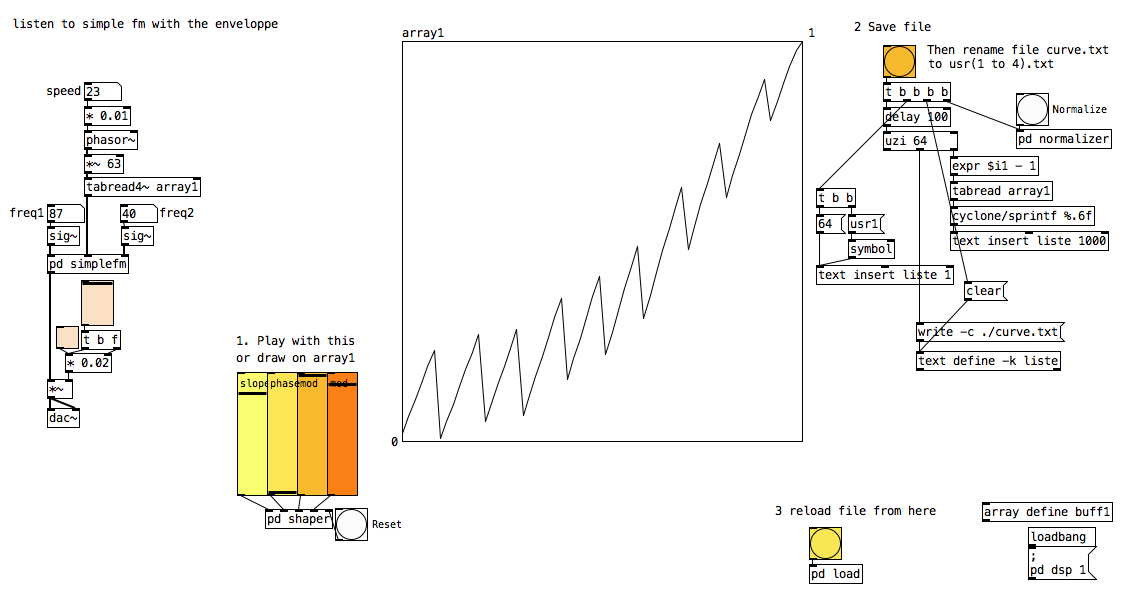 listen to simple fm with the enveloppe
speed 23
* 0.01
phasor~
*~ 63
tabread4~ array1
freq1 87
40 freq2
sig~
sig~
pd simplefm
t b f
* 0.02
*~
dac~
1. Play with this
or draw on array1
slope
phase
mod
mod
pd shaper
Reset
array1
1
0
2 Save file
Then rename file curve.txt
to usr(1 to 4).txt
t b b b b
delay 100
uzi 64
Normalize
pd normalizer
expr $i1 - 1
tabread array1
cyclone/sprintf %.6f
text insert liste 1000
t b b
64
usr1
symbol
text insert liste 1
clear
write -c ./curve.txt
text define -k liste
3 reload file from here
pd load
array define buff1
loadbang
;
pd dsp 1